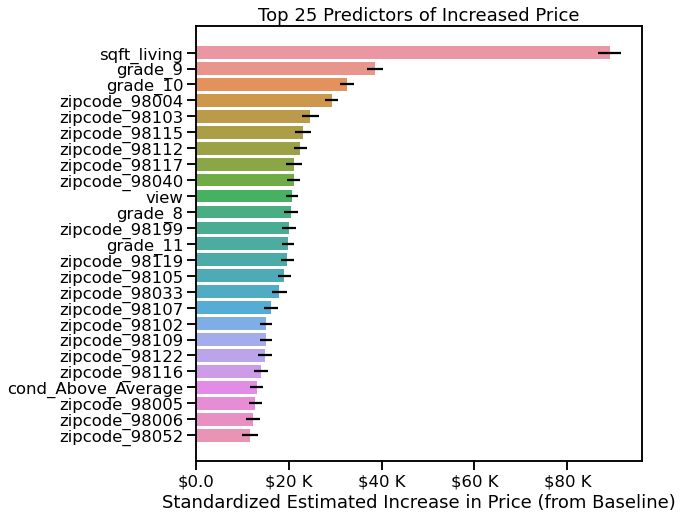 Top 25 Predictors of Increased Price
sqft_living
grade_9
grade_10
zipcode_98004
zipcode_98103
zipcode_98115
zipcode_98112
zipcode_98117
zipcode_98040
view
grade_8
zipcode_98199
grade_11
zipcode_98119
zipcode_98105
zipcode_98033
zipcode_98107
zipcode_98102
zipcode_98109
zipcode_98122
zipcode_98116
cond_Above_Average
zipcode_98005
zipcode_98006
zipcode_98052
$0.0 $20 K $40 K $60 K $80 K
Standardized Estimated Increase in Price (from Baseline)